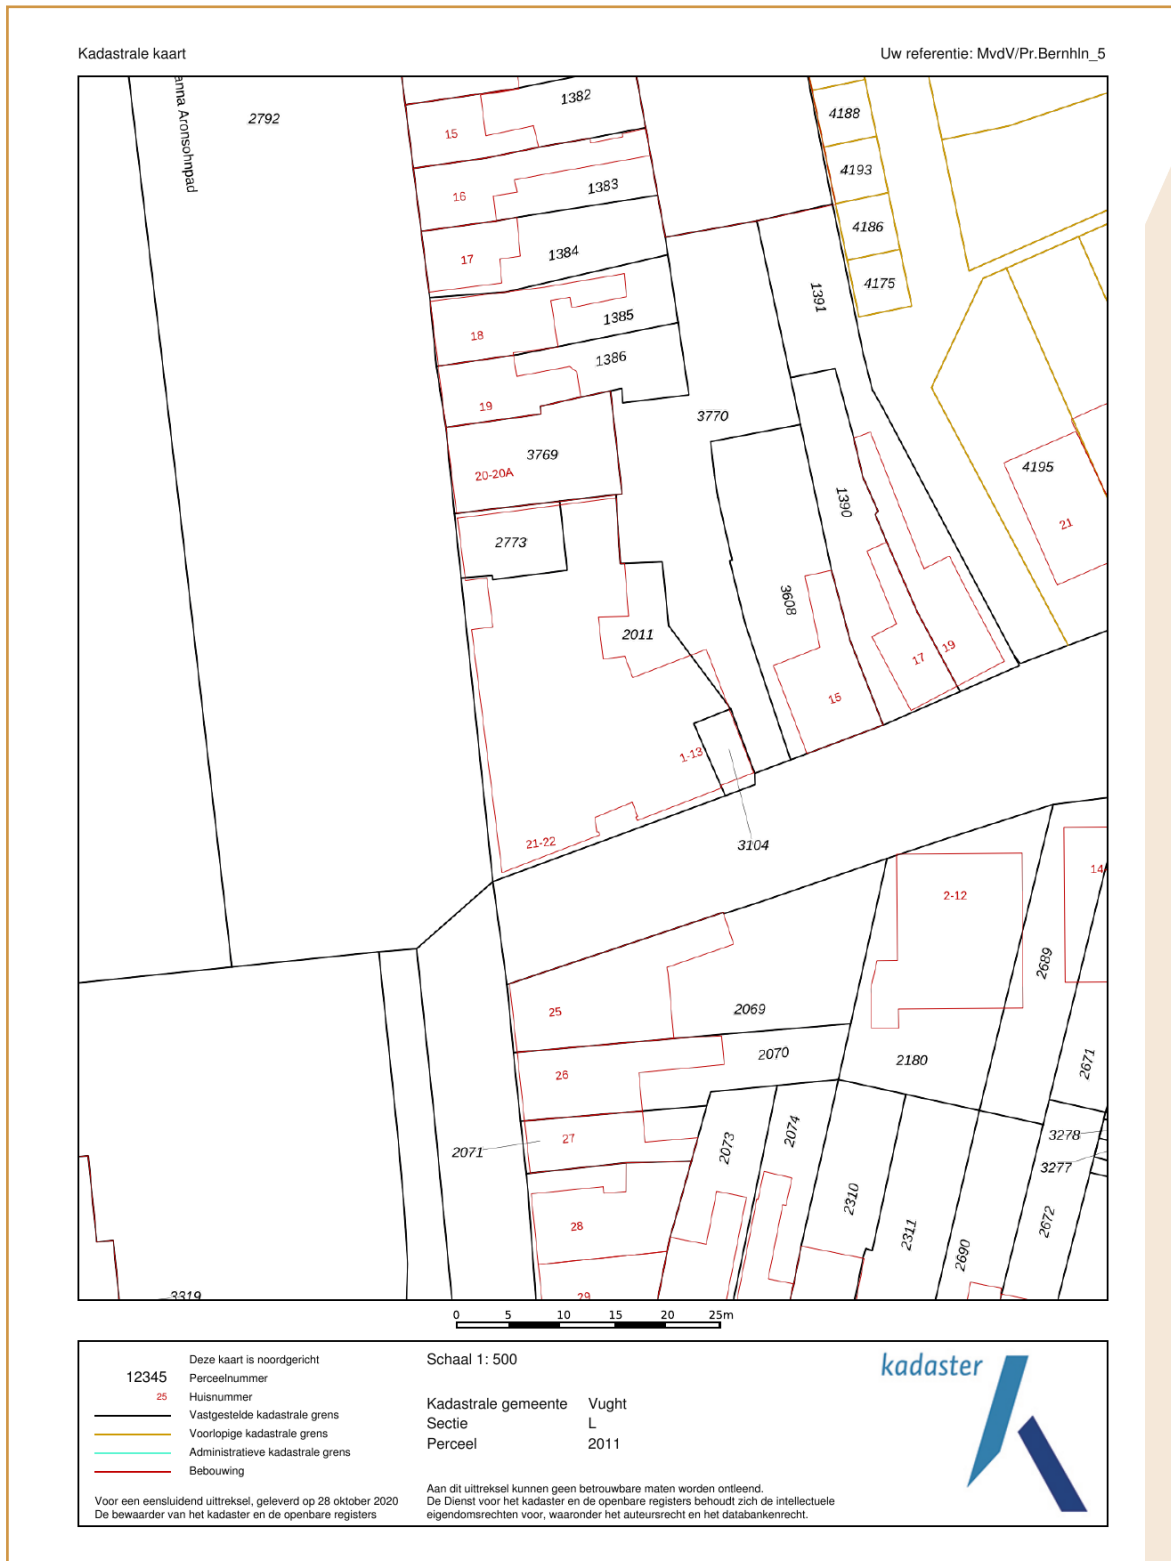 Kadastrale kaart
Uw referentie: MvdV/Pr.Bernhln_5
anna Aronsohnpad
2792
1382
15
4188
16
1383
4193
17
1384
4186
4175
18
1385
1391
19
1386
3770
3769
20-20A
4195
21
1390
2773
3608
2011
17
19
15
1-13
21-22
3104
2-12
14
2689
25
2069
26
2070
2180
2671
27
2071
2073
2074
3278
3277
28
2310
2311
2690
2672
29
3319
0 5 10 15 20 25m
Deze kaart is noordgericht
12345 Perceelnummer
25 Huisnummer
Vastgestelde kadastrale grens
Voorlopige kadastrale grens
Administratieve kadastrale grens
Bebouwing
Voor een eensluidend uittreksel, geleverd op 28 oktober 2020
De bewaarder van het kadaster en de openbare registers
Schaal 1: 500
Kadastrale gemeente Vught
Sectie L
Perceel 2011
Aan dit uittreksel kunnen geen betrouwbare maten worden ontleend.
De Dienst voor het kadaster en de openbare registers behoudt zich de intellectuele
eigendomsrechten voor, waaronder het auteursrecht en het databankenrecht.
kadaster